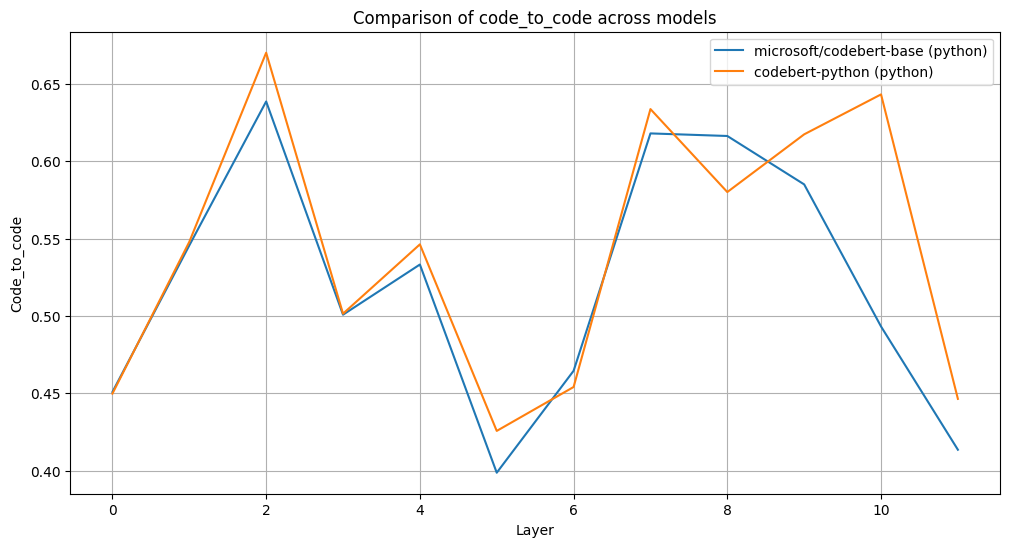 Comparison of code_to_code across models
microsoft/codebert-base (python)
codebert-python (python)
Code_to_code
0.65
0.60
0.55
0.50
0.45
0.40
0 2 4 6 8 10
Layer